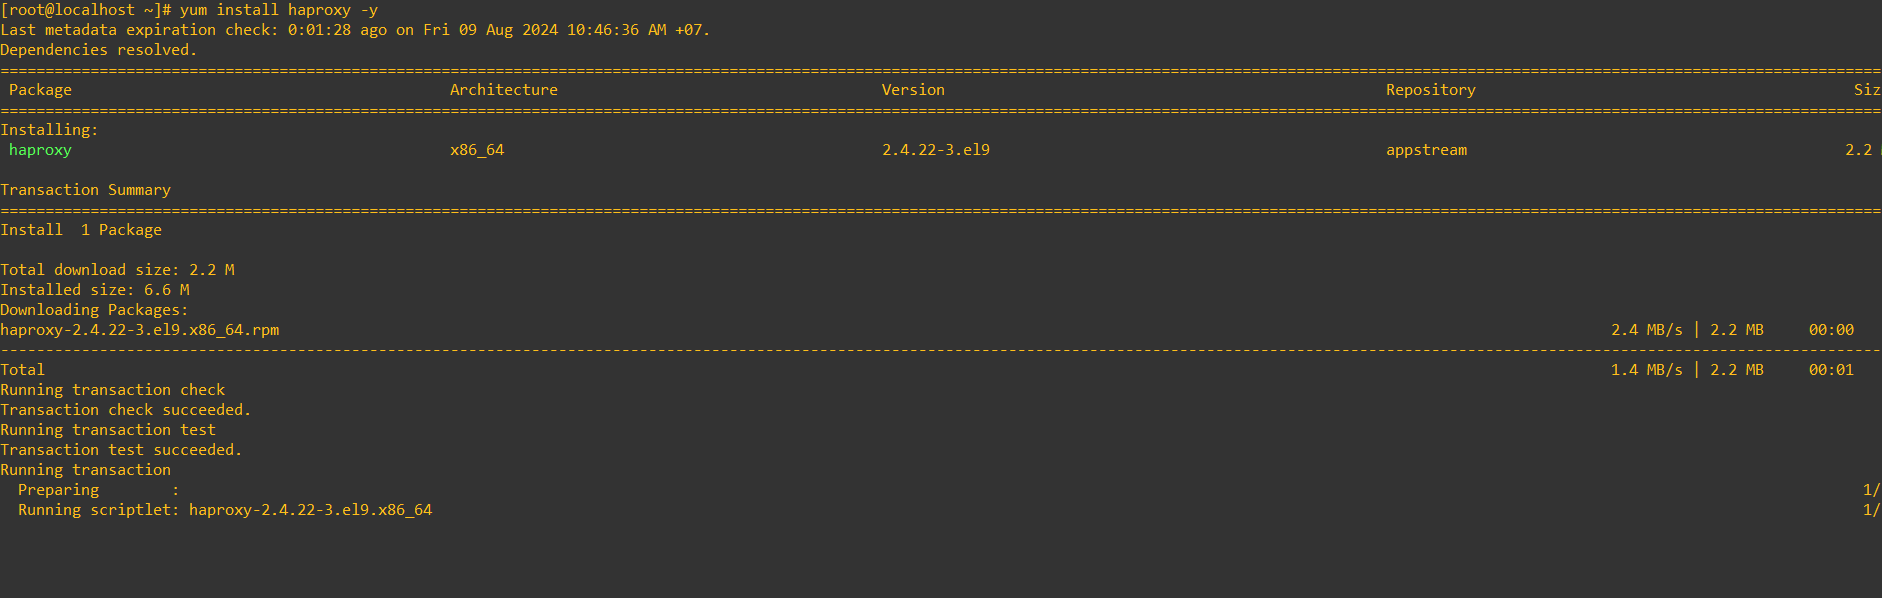 [root@localhost ~]# yum install haproxy -y
Last metadata expiration check: 0:01:28 ago on Fri 09 Aug 2024 10:46:36 AM +07.
Dependencies resolved.
Package Architecture Version Repository Siz
Installing:
haproxy x86_64 2.4.22-3.el9 appstream 2.2
Transaction Summary
Install 1 Package
Total download size: 2.2 M
Installed size: 6.6 M
Downloading Packages:
haproxy-2.4.22-3.el9.x86_64.rpm 2.4 MB/s | 2.2 MB 00:00
Total 1.4 MB/s | 2.2 MB 00:01
Running transaction check
Transaction check succeeded.
Running transaction test
Transaction test succeeded.
Running transaction
Preparing : 1/
Running scriptlet: haproxy-2.4.22-3.el9.x86_64 1/